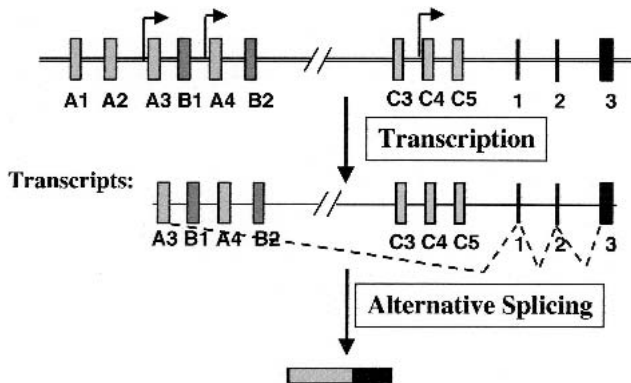 A1 A2 A3 B1 A4 B2 C3 C4 C5 1 2 3
Transcription
Transcripts:
A3 B1 A4 B2 C3 C4 C5 1 2 3
Alternative Splicing